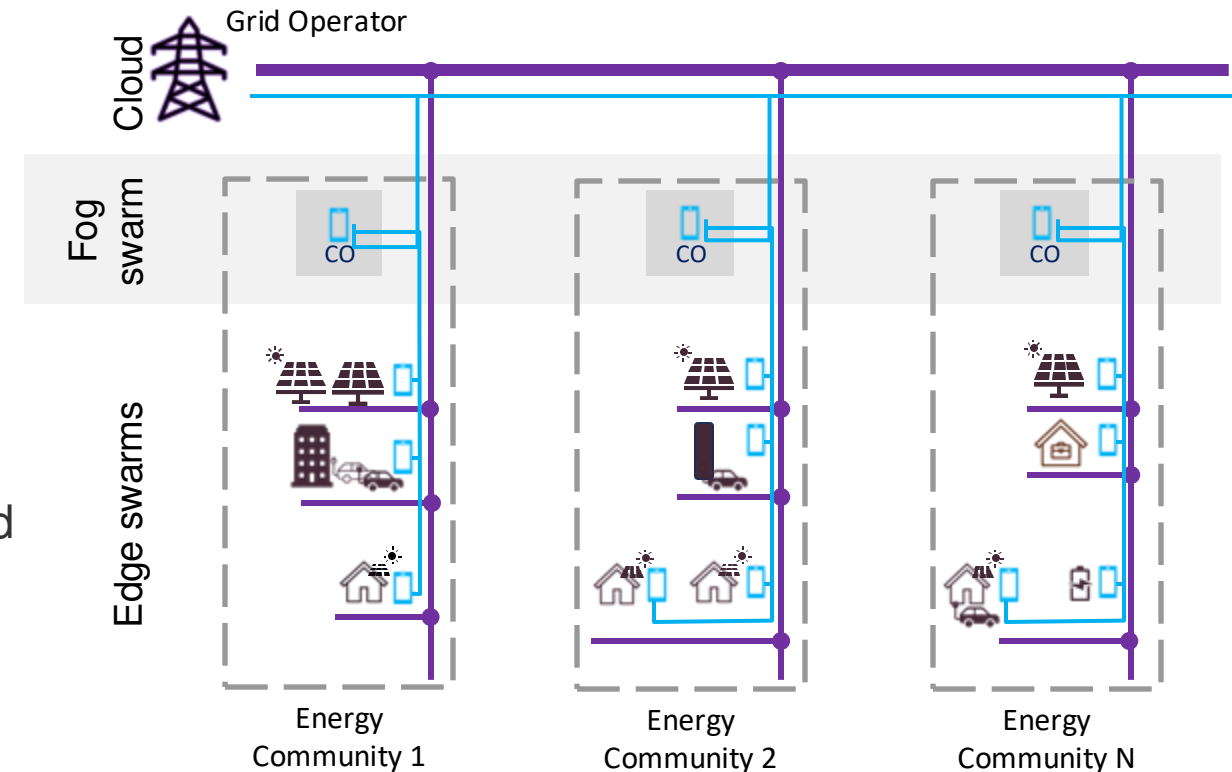 Grid Operator
Cloud
Fog
swarm
CO
CO
CO
Edge swarms
d
Energy
Community 1
Energy
Community 2
Energy
Community N